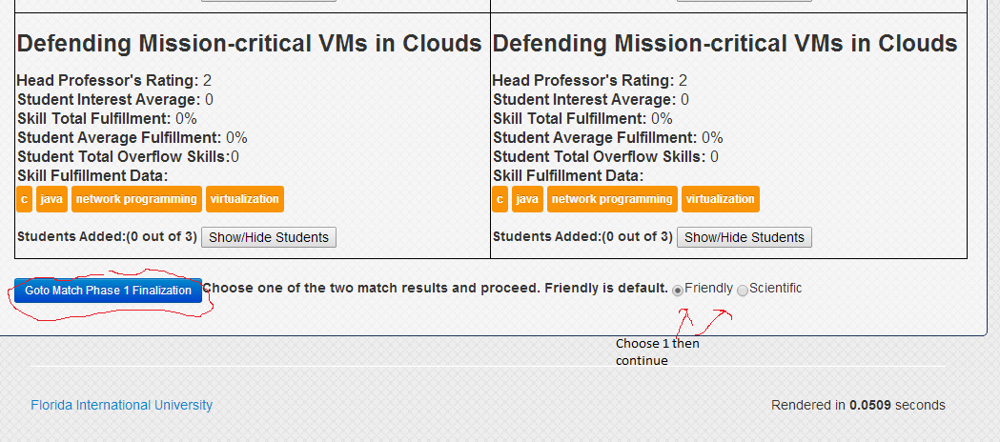 Defending Mission-critical VMs in Clouds
Head Professor's Rating: 2
Student Interest Average: 0
Skill Total Fulfillment: 0%
Student Average Fulfillment: 0%
Student Total Overflow Skills:0
Skill Fulfillment Data:
c java network programming virtualization
Students Added:(0 out of 3) Show/Hide Students
Defending Mission-critical VMs in Clouds
Head Professor's Rating: 2
Student Interest Average: 0
Skill Total Fulfillment: 0%
Student Average Fulfillment: 0%
Student Total Overflow Skills: 0
Skill Fulfillment Data:
c java network programming virtualization
Students Added:(0 out of 3) Show/Hide Students
Goto Match Phase 1 Finalization Choose one of the two match results and proceed. Friendly is default. Friendly Scientific
Choose 1 then
continue
Florida International University
Rendered in 0.0509 seconds